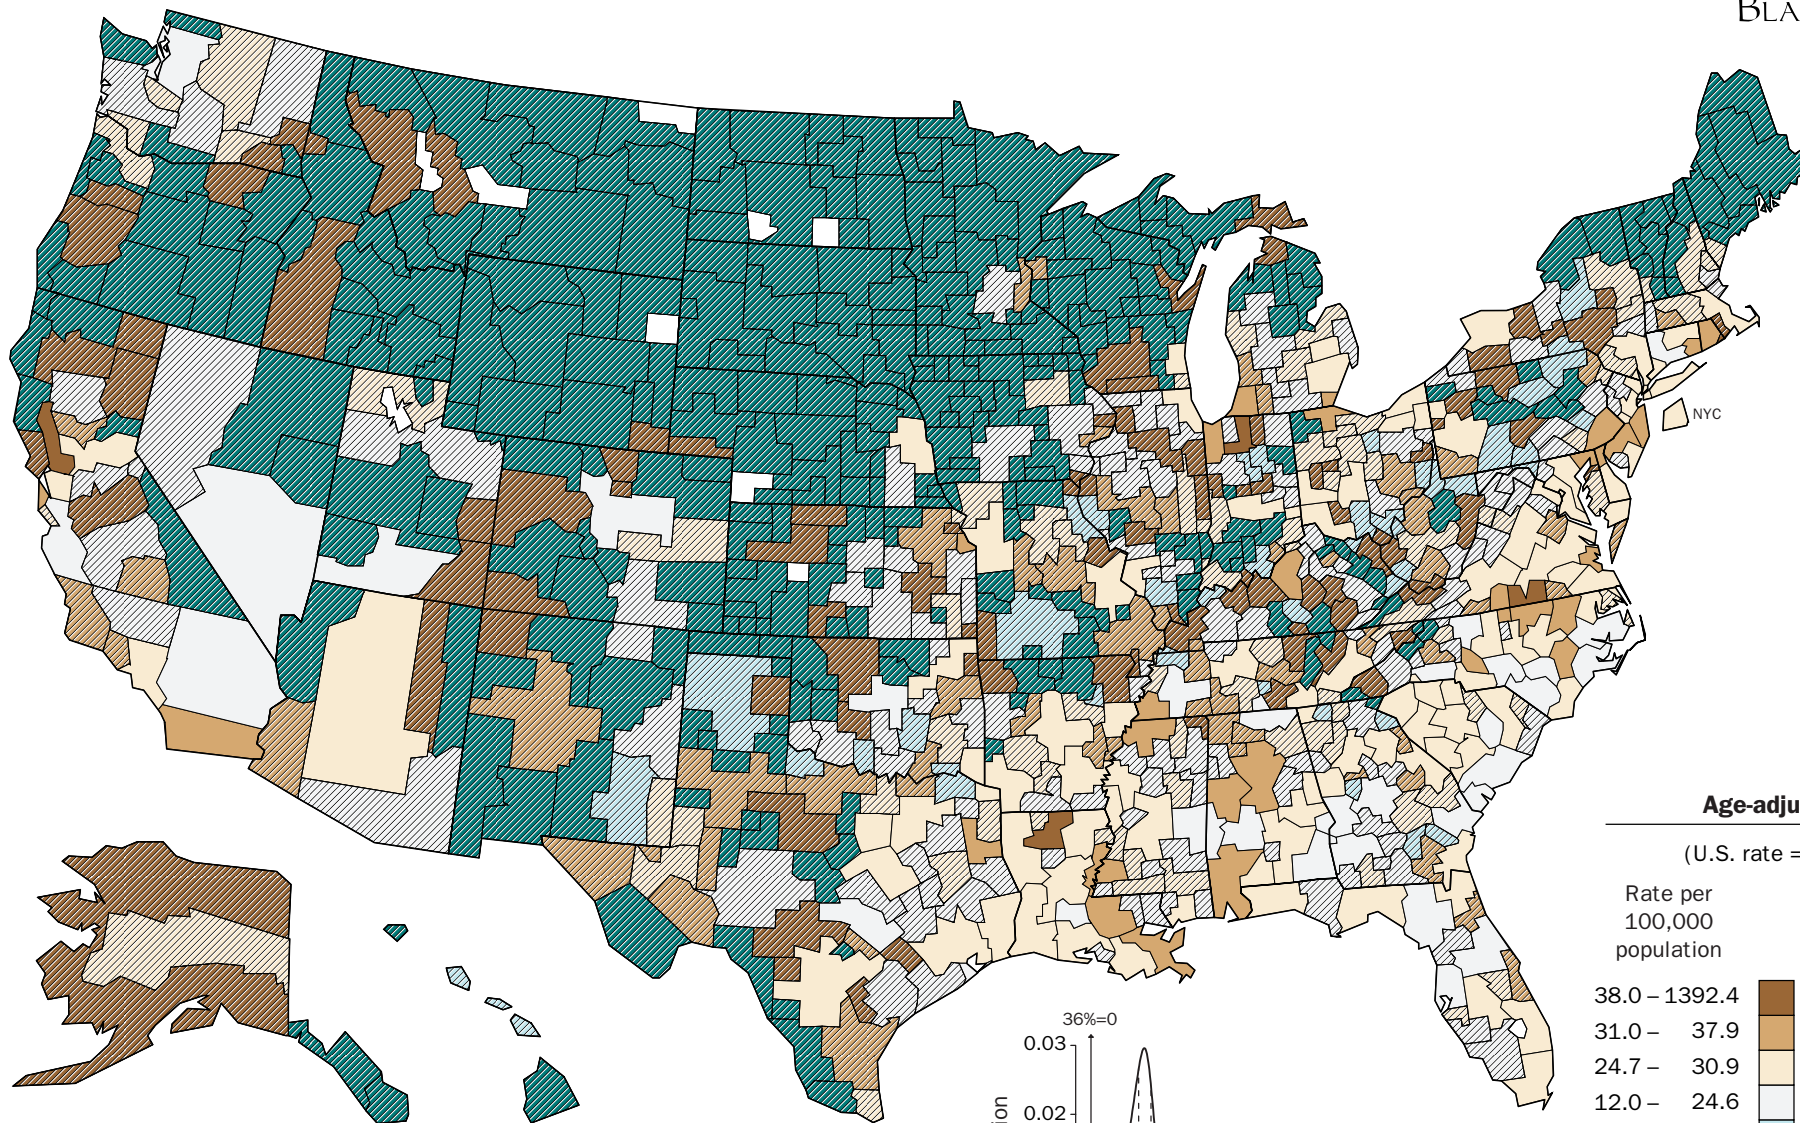 BLA
NYC
Age-adju
(U.S. rate =
Rate per
100,000
population
38.0 – 1392.4
31.0 – 37.9
24.7 – 30.9
12.0 – 24.6
36%=0
0.03
0.02